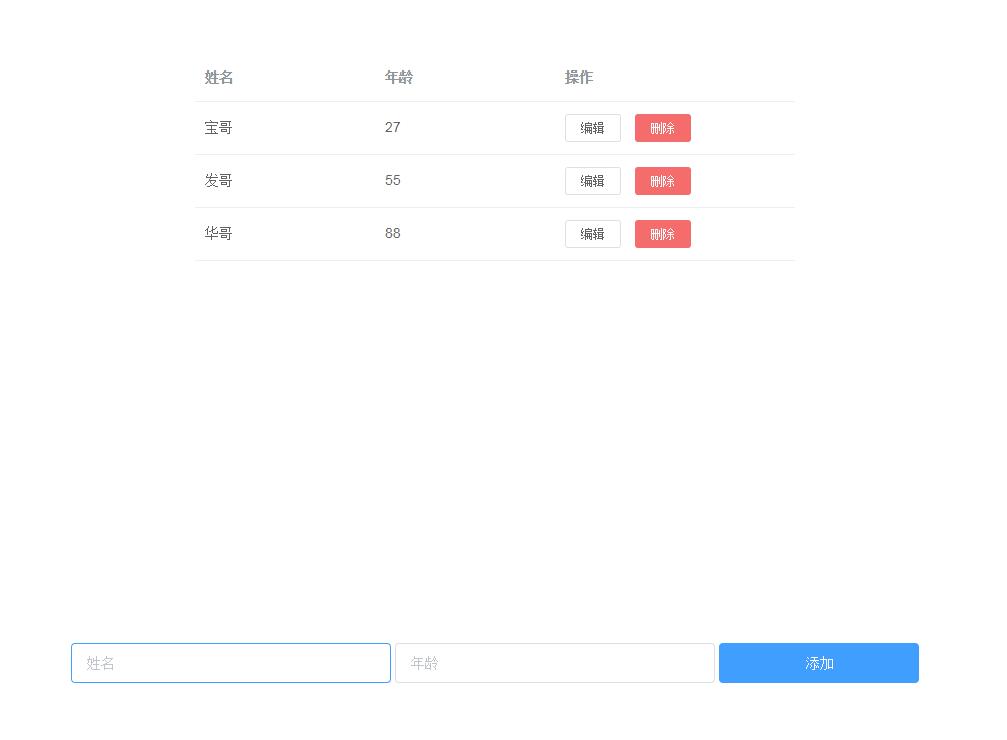 姓名 年龄 操作
宝哥 27 编辑 删除
发哥 55 编辑 删除
华哥 88 编辑 删除
姓名 年龄 添加